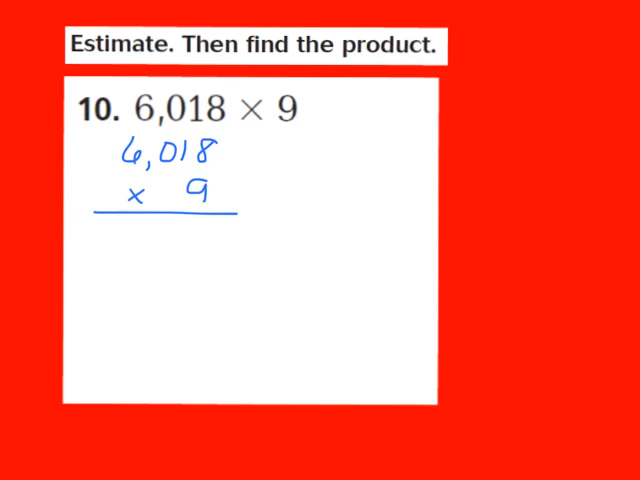 Estimate. Then find the product.
10. 6,018 × 9
6,018
× 9